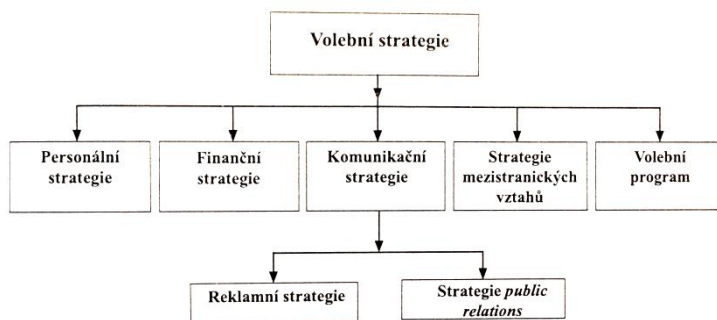 Volební strategie
Personální
strategie
Finanční
strategie
Komunikační
strategie
Strategie
mezistranických
vztahů
Volební
program
Reklamní strategie
Strategie public
relations